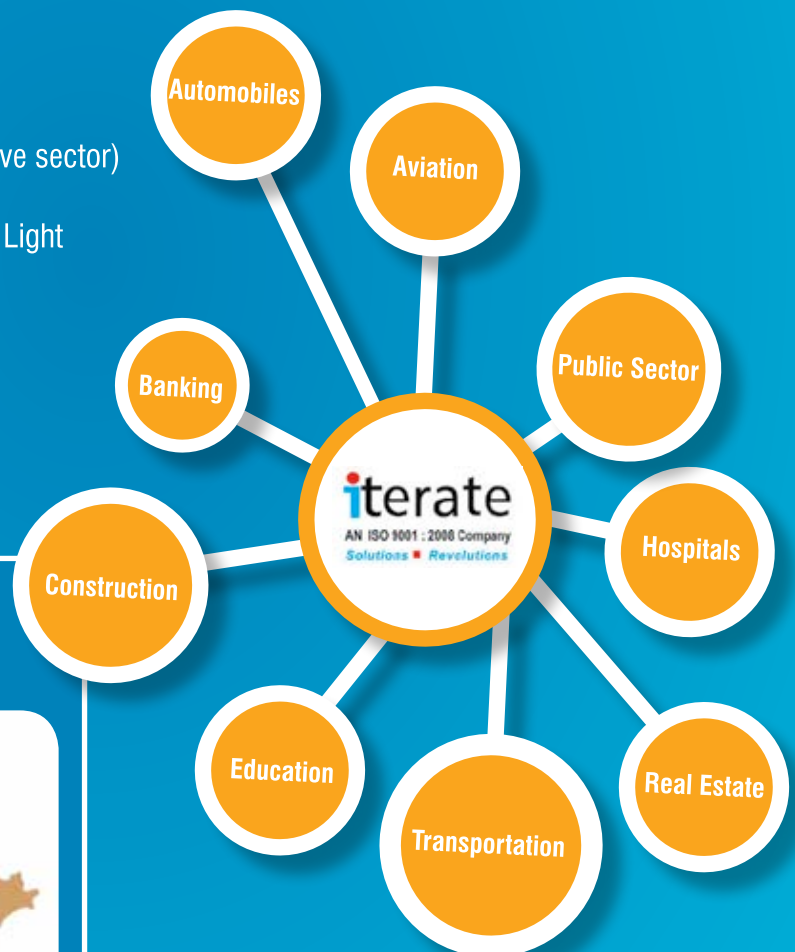 Automobiles
ve sector)
Aviation
Light
Public Sector
Banking
iterate
AN ISO 9001 : 2008 Company
Solutions ■ Revolutions
Hospitals
Construction
Education
Real Estate
Transportation